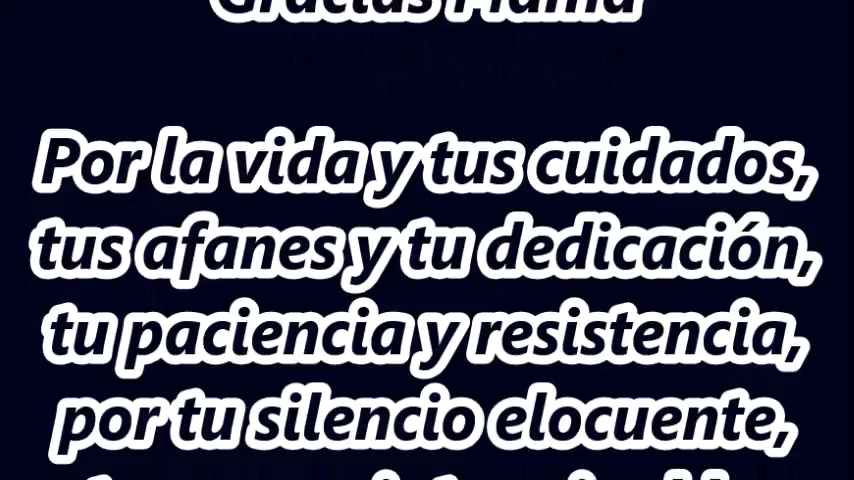 Gracias Mamá
Por la vida y tus cuidados,
tus afanes y tu dedicación,
tu paciencia y resistencia,
por tu silencio elocuente,